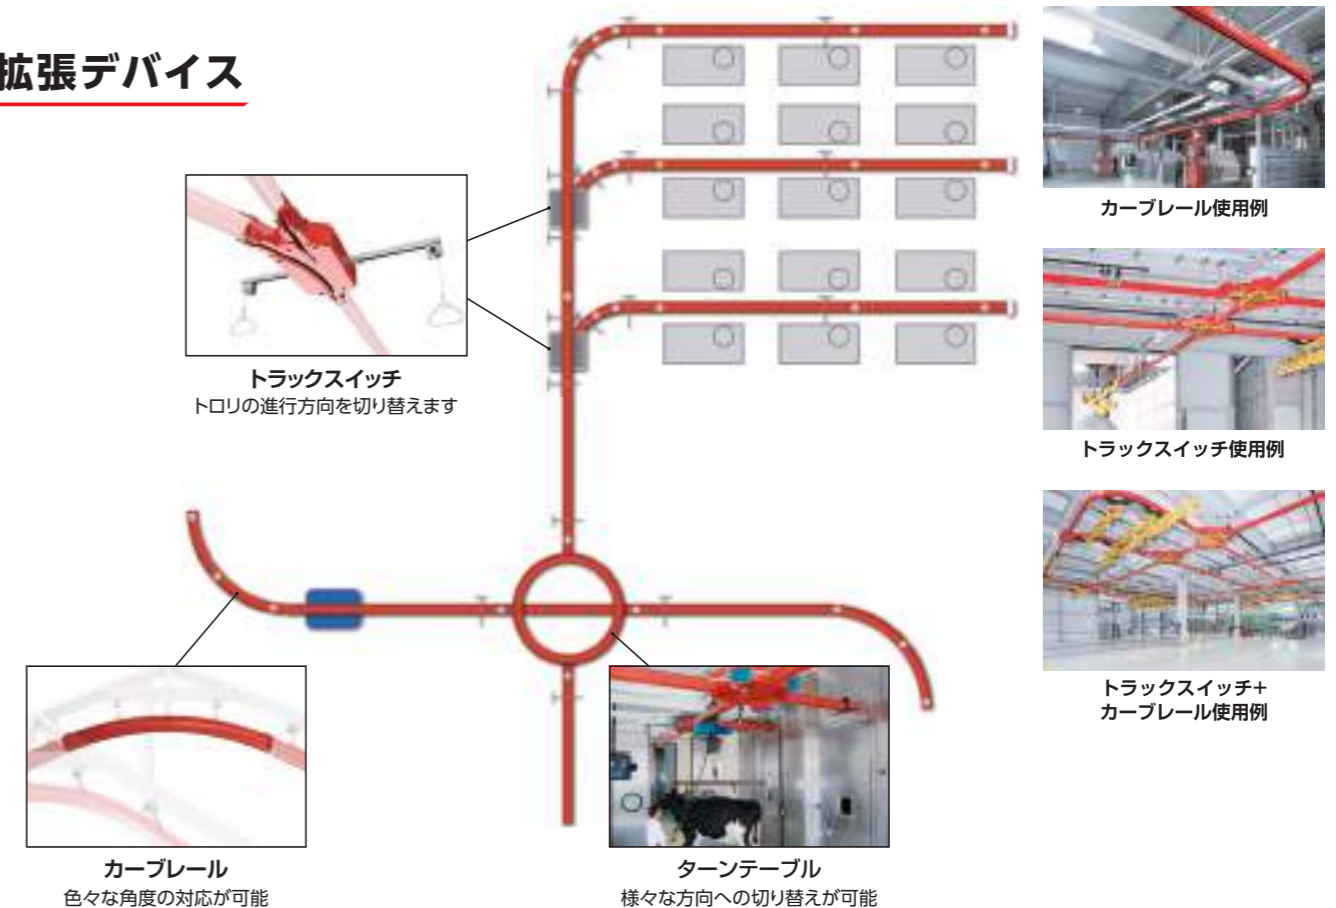 拡張デバイス
トラックスイッチ
トロリの進行方向を切り替えます
カーブレール
色々な角度の対応が可能
ターンテーブル
様々な方向への切り替えが可能
カーブレール使用例
トラックスイッチ使用例
トラックスイッチ+
カーブレール使用例